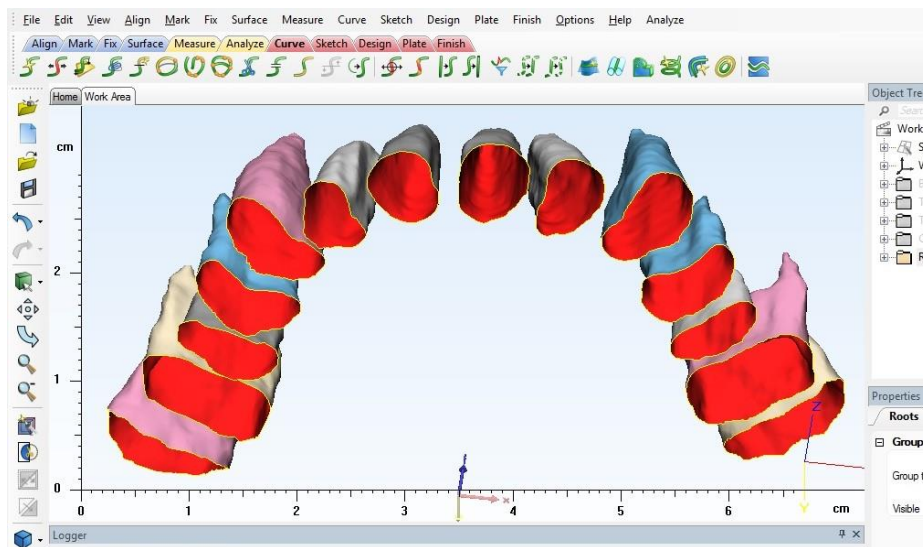 File Edit View Align Mark Fix Surface Measure Curve Sketch Design Plate Finish Options Help Analyze
Align Mark Fix Surface Measure Analyze Curve Sketch Design Plate Finish
Home Work Area
Object Tre
Sear
Work
S
cm
R
2
1
Properties
Roots
Z
Group
0
x
Group t
Y
Visible
0 1 2 3 4 5 6 cm
Logger